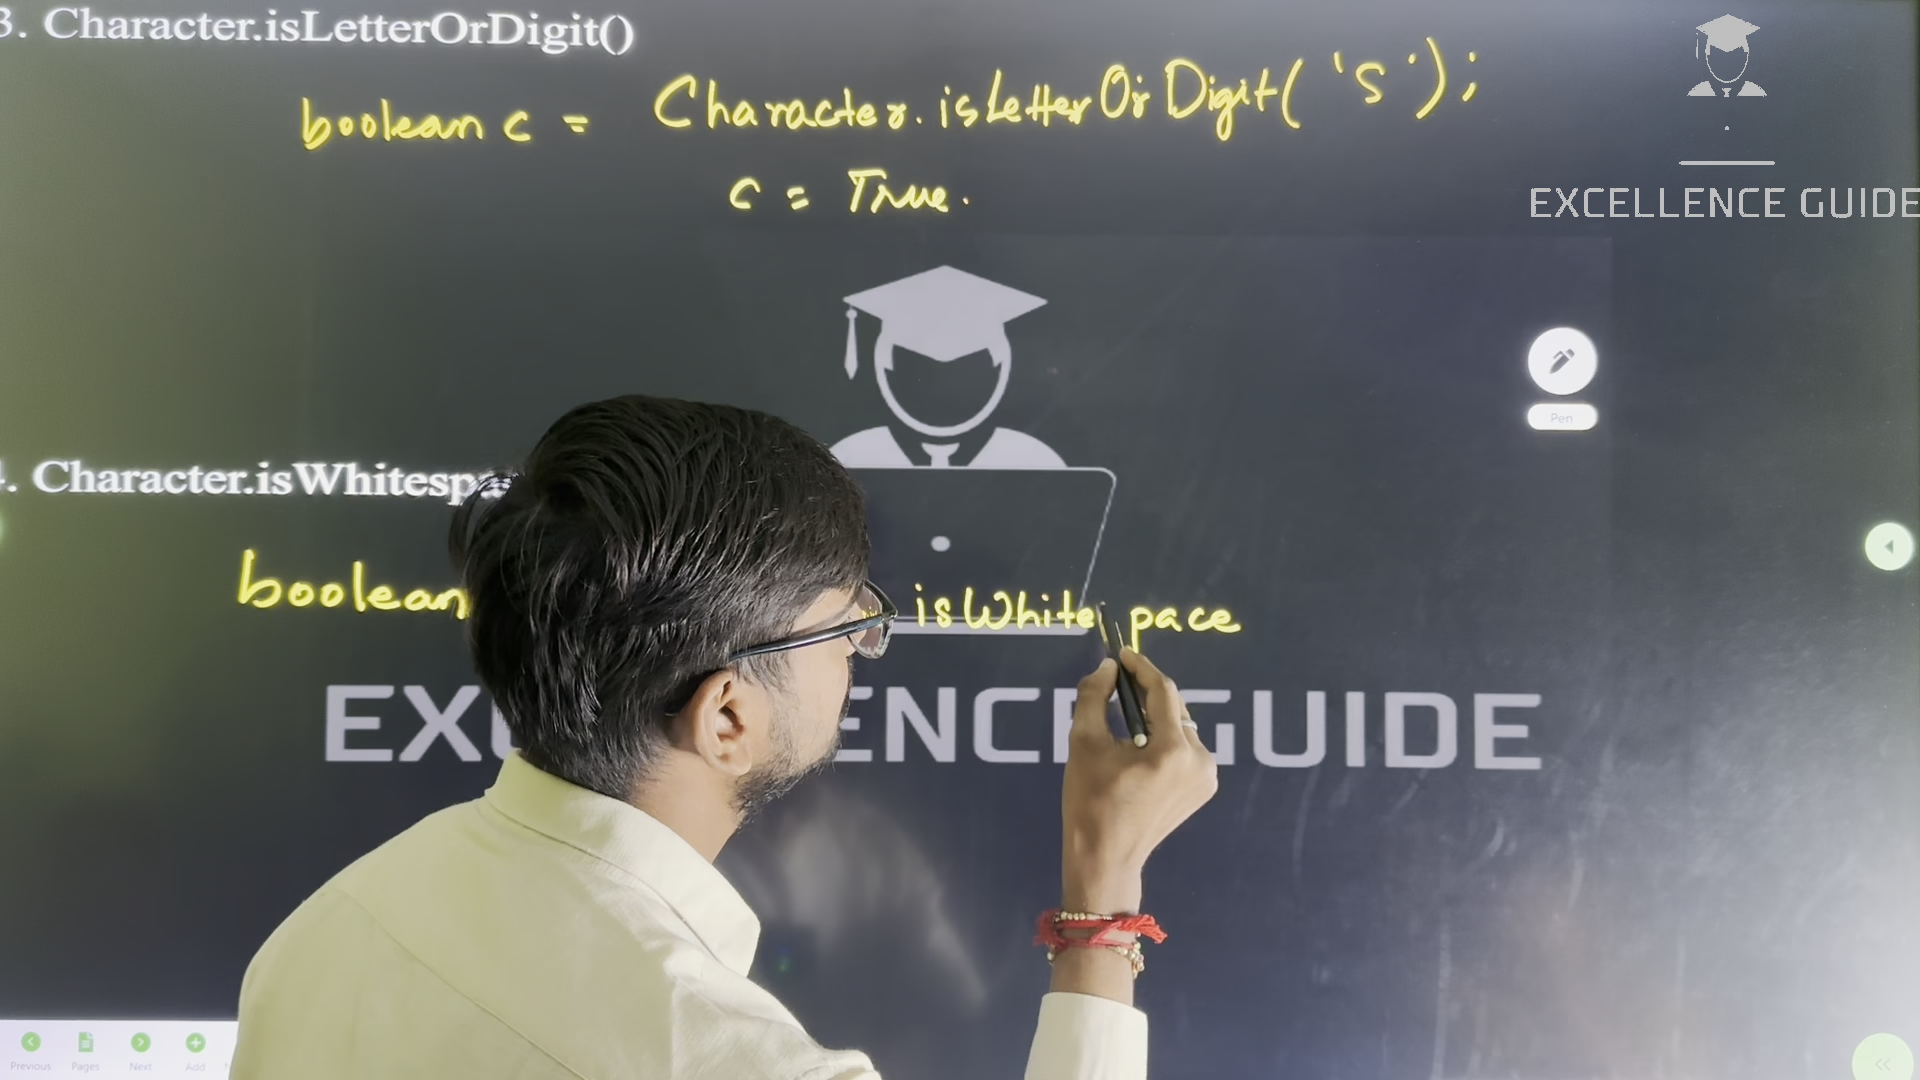 3. Character.isLetterOrDigit()
boolean c = Character.isLetterOrDigit('S');
c = True.
EXCELLENCE GUIDE
Pen
4. Character.isWhitespa
boolean isWhite pace
EX ENCE GUIDE
Previous Pages Next Add